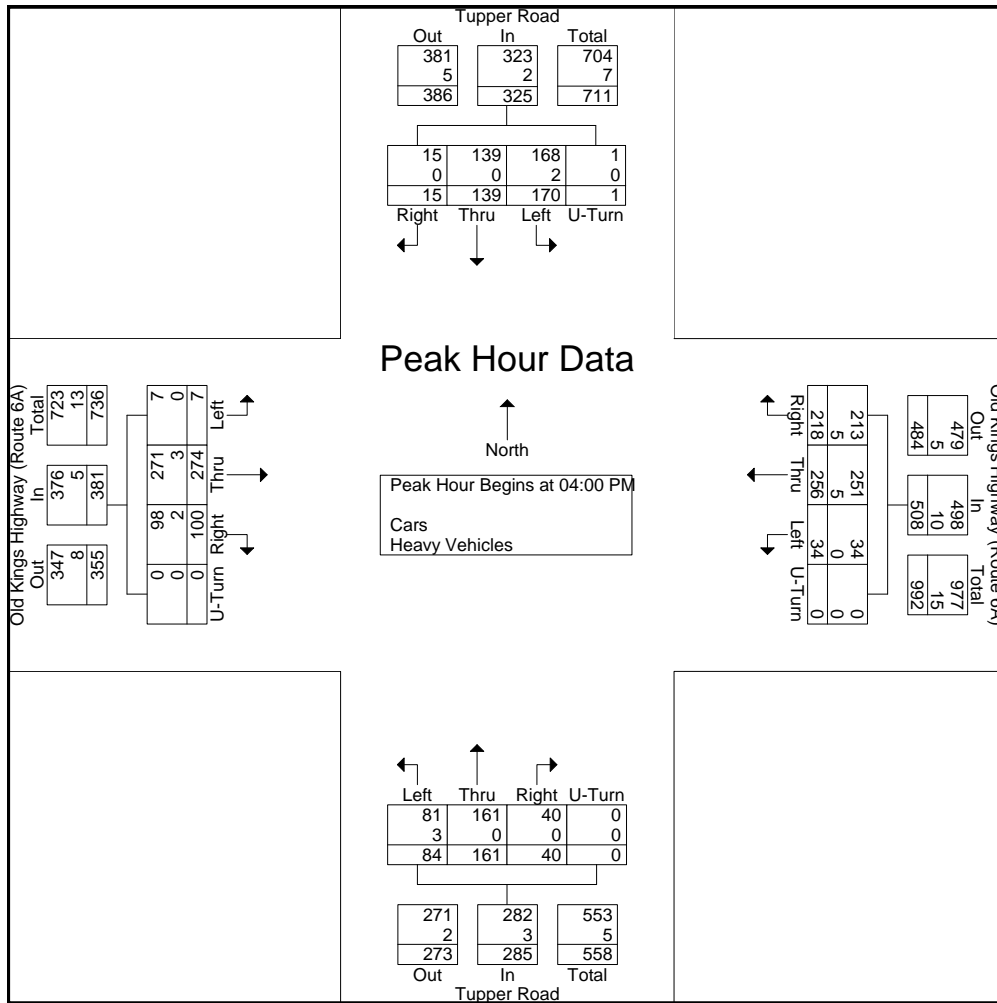 Tupper Road
Out In Total
381 323 704
5 2 7
386 325 711
15 139 168 1
0 0 2 0
15 139 170 1
Right Thru Left U-Turn
Peak Hour Data
North
Peak Hour Begins at 04:00 PM
Cars
Heavy Vehicles
Old Kings Highway (Route 6A)
Total In Out
723 376 347
13 5 8
736 381 355
7 271 98 0
0 3 2 0
7 274 100 0
Left Thru Right U-Turn
Old Kings Highway (Route 6A)
Out In Total
479 498 977
5 10 15
484 508 992
213 251 34 0
5 5 0 0
218 256 34 0
Right Thru Left U-Turn
Left Thru Right U-Turn
81 161 40 0
3 0 0 0
84 161 40 0
271 282 553
2 3 5
273 285 558
Out In Total
Tupper Road